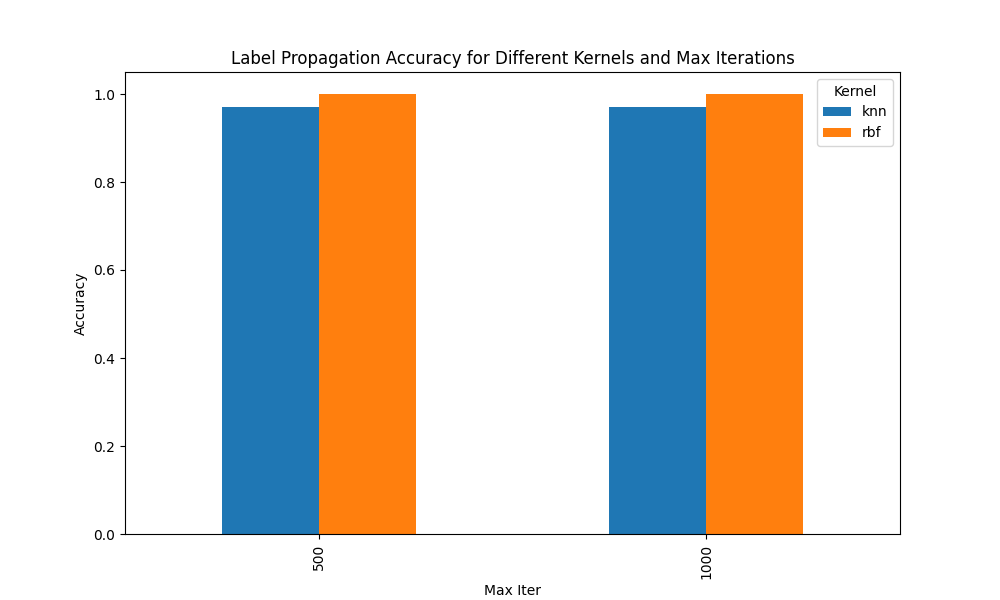 Label Propagation Accuracy for Different Kernels and Max Iterations
Kernel
knn
rbf
Accuracy
1.0
0.8
0.6
0.4
0.2
0.0
500
1000
Max Iter